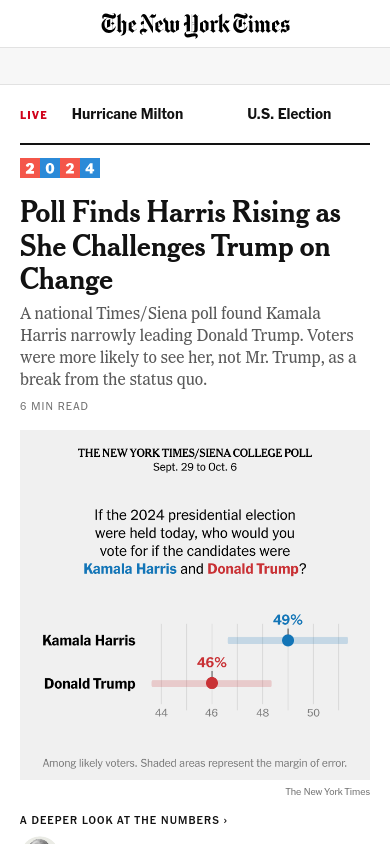 The New York Times
LIVE Hurricane Milton U.S. Election
2024
Poll Finds Harris Rising as
She Challenges Trump on
Change
A national Times/Siena poll found Kamala
Harris narrowly leading Donald Trump. Voters
were more likely to see her, not Mr. Trump, as a
break from the status quo.
6 MIN READ
THE NEW YORK TIMES/SIENA COLLEGE POLL
Sept. 29 to Oct. 6
If the 2024 presidential election
were held today, who would you
vote for if the candidates were
Kamala Harris and Donald Trump?
49%
Kamala Harris
46%
Donald Trump
44 46 48 50
Among likely voters. Shaded areas represent the margin of error.
The New York Times
A DEEPER LOOK AT THE NUMBERS ›